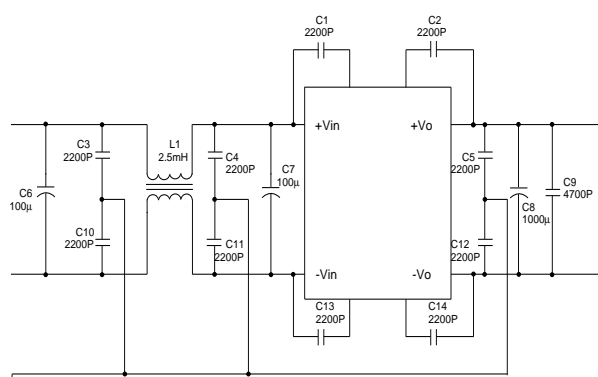 C1
2200P
C2
2200P
+Vin
+Vo
C3
2200P
L1
2.5mH
C4
2200P
C7
100µ
C5
2200P
C6
100µ
C8
1000µ
C9
4700P
C10
2200P
C11
2200P
C12
2200P
-Vin
-Vo
C13
2200P
C14
2200P